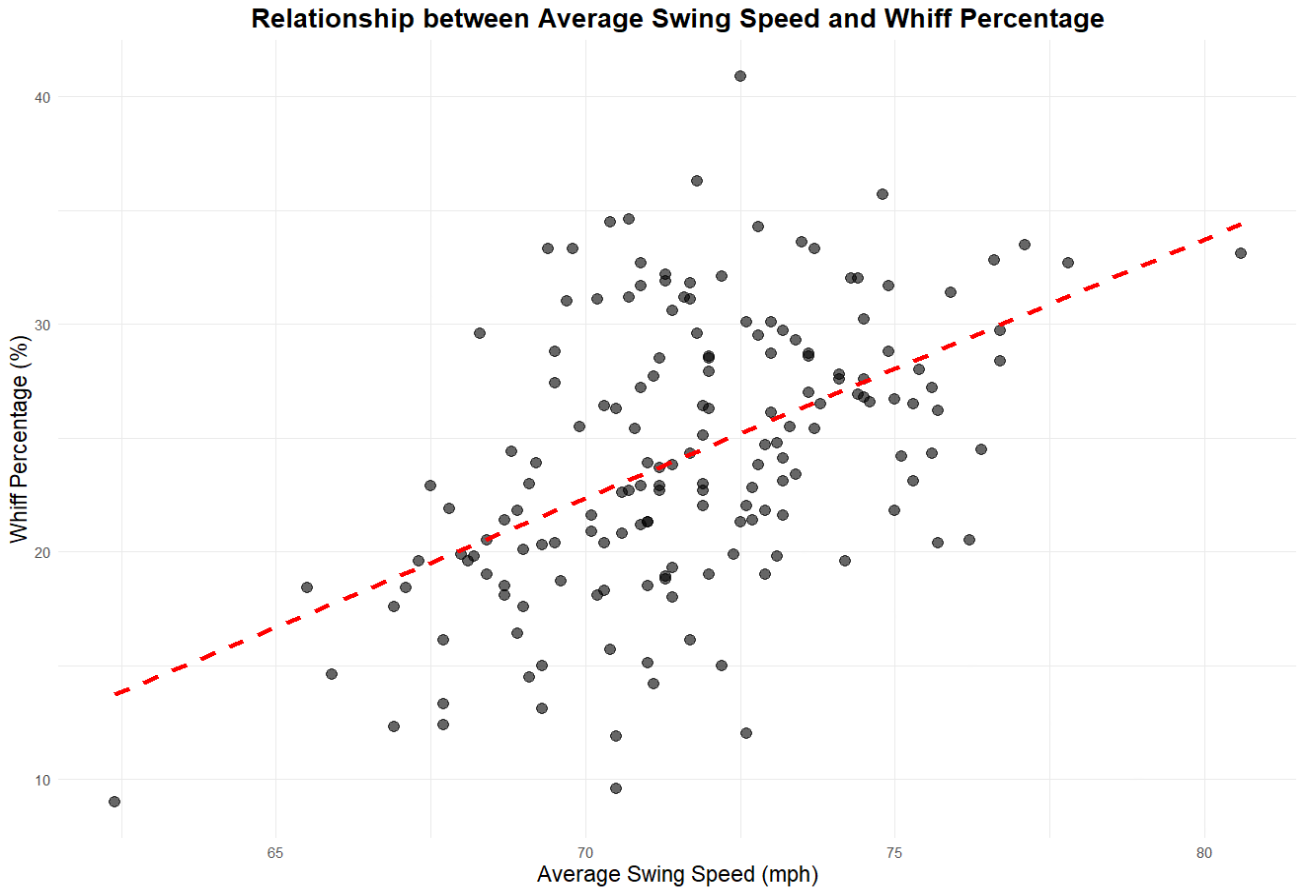 Relationship between Average Swing Speed and Whiff Percentage
Whiff Percentage (%)
40
30
20
10
65
70
75
80
Average Swing Speed (mph)